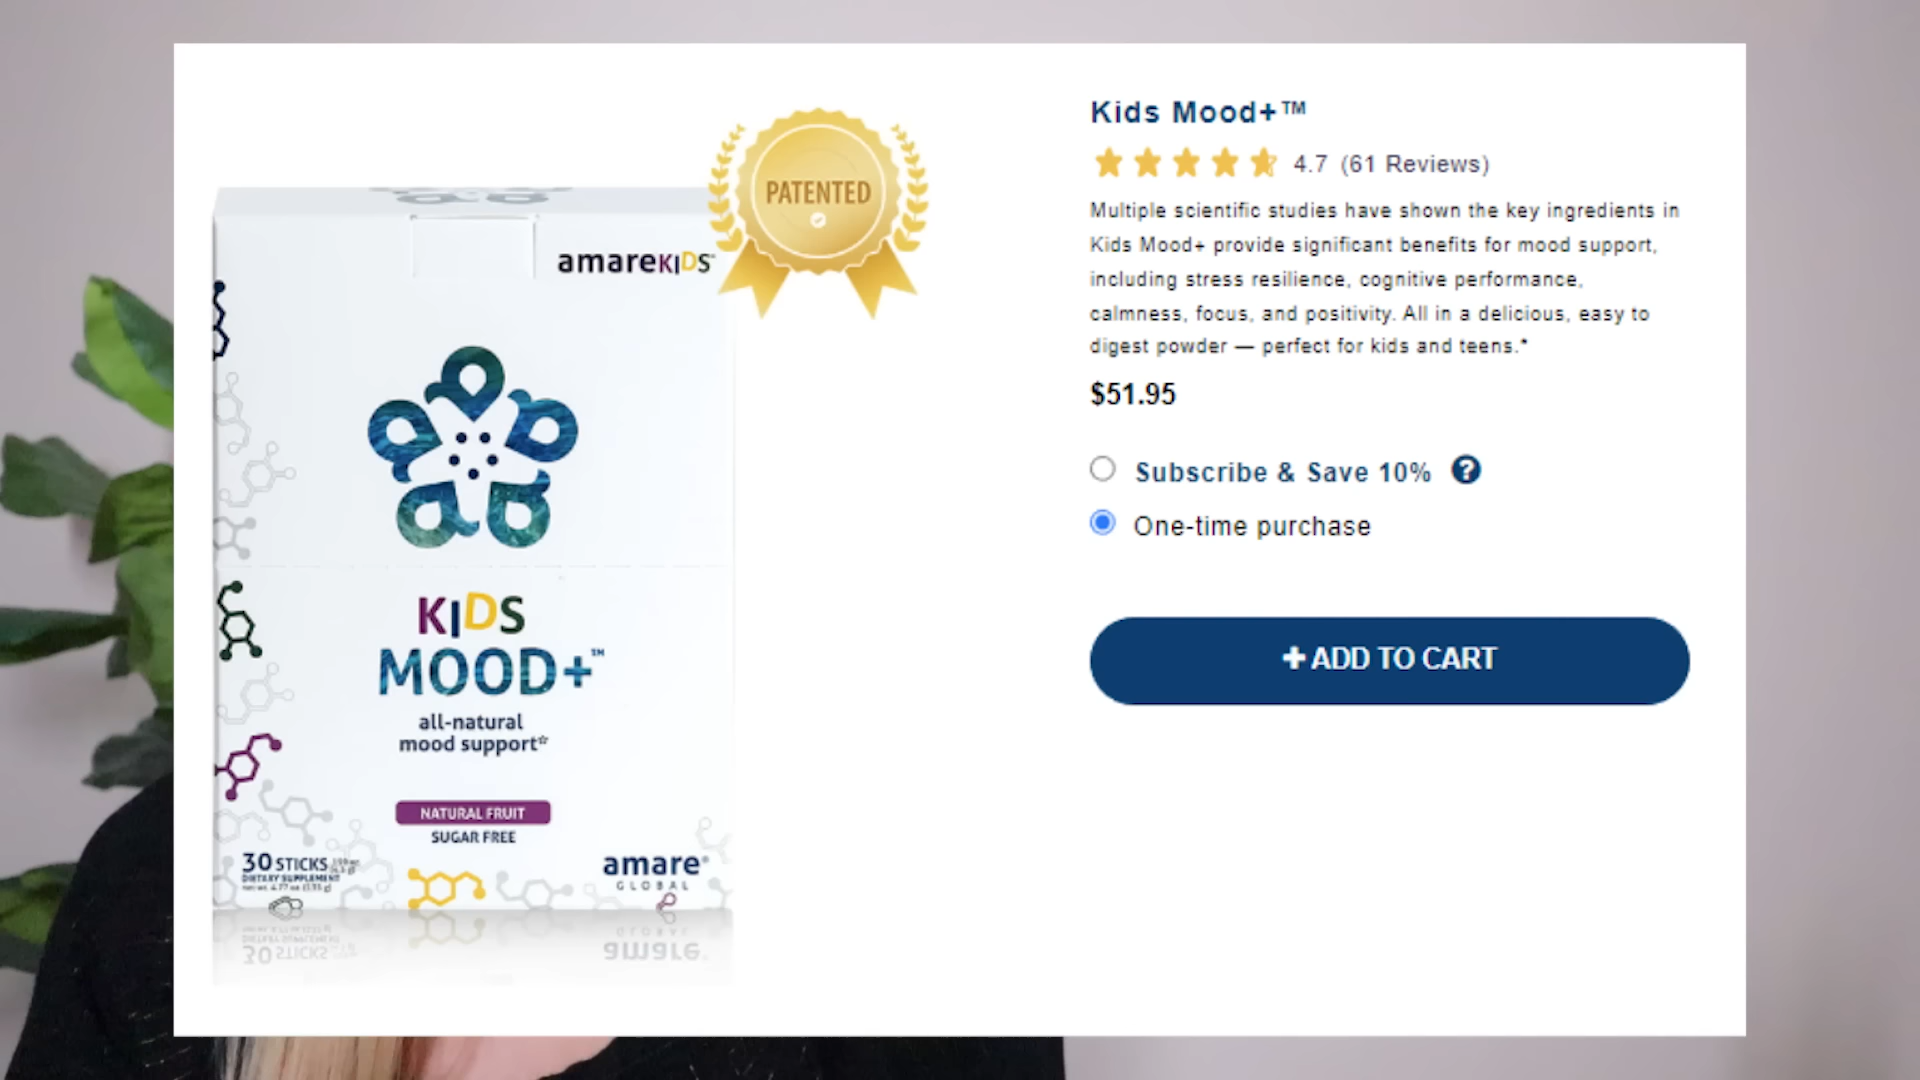 Kids Mood+™
4.7 (61 Reviews)
Multiple scientific studies have shown the key ingredients in
Kids Mood+ provide significant benefits for mood support,
including stress resilience, cognitive performance,
calmness, focus, and positivity. All in a delicious, easy to
digest powder — perfect for kids and teens.*
$51.95
Subscribe & Save 10% ?
One-time purchase
+ ADD TO CART
PATENTED
amareKIDS
KIDS
MOOD+™
all-natural
mood support*
NATURAL FRUIT
SUGAR FREE
30 STICKS
DIETARY SUPPLEMENT
amare®
GLOBAL